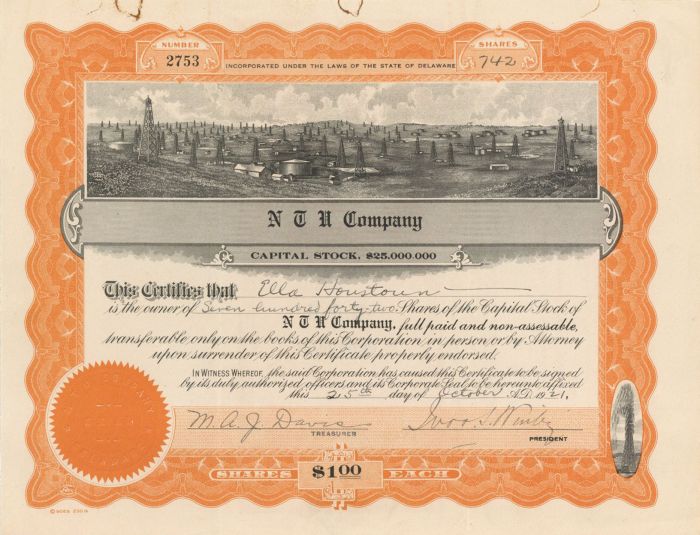 NUMBER
2753
INCORPORATED UNDER THE LAWS OF THE STATE OF DELAWARE
SHARES
742
N T U Company
CAPITAL STOCK, $25,000,000
This Certifies that Ella Houstoun
is the owner of Seven hundred forty-two Shares of the Capital Stock of
N T U Company, full paid and non-assessable,
transferable only on the books of this Corporation in person or by Attorney
upon surrender of this Certificate properly endorsed.
IN WITNESS WHEREOF, the said Corporation has caused this Certificate to be signed
by its duly authorized officers and its Corporate Seal to be hereunto affixed
this 25th day of October A.D. 1921.
M. A. J. Davis
TREASURER
PRESIDENT
SHARES $1.00 EACH
© GOES